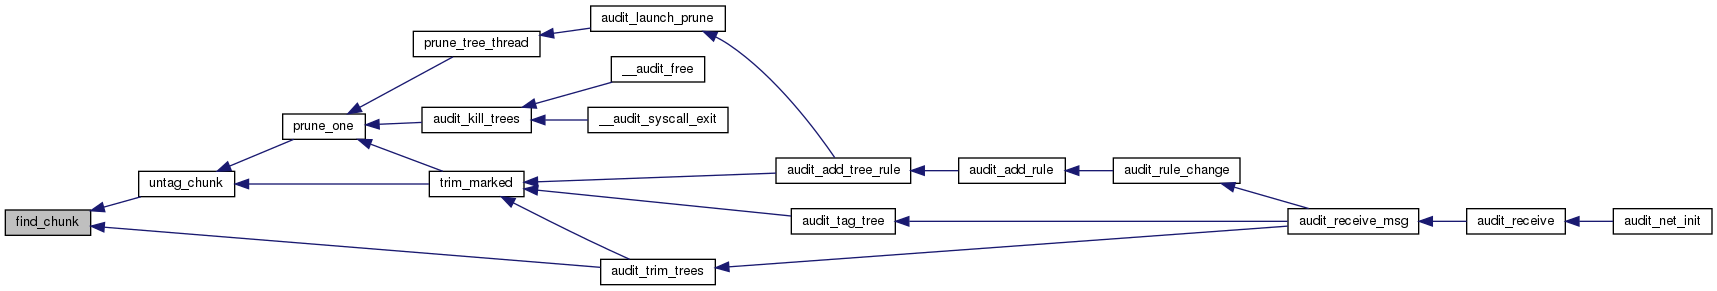 audit_launch_prune
prune_tree_thread
__audit_free
audit_kill_trees
__audit_syscall_exit
prune_one
audit_add_tree_rule
audit_add_rule
audit_rule_change
untag_chunk
trim_marked
find_chunk
audit_tag_tree
audit_receive_msg
audit_receive
audit_net_init
audit_trim_trees